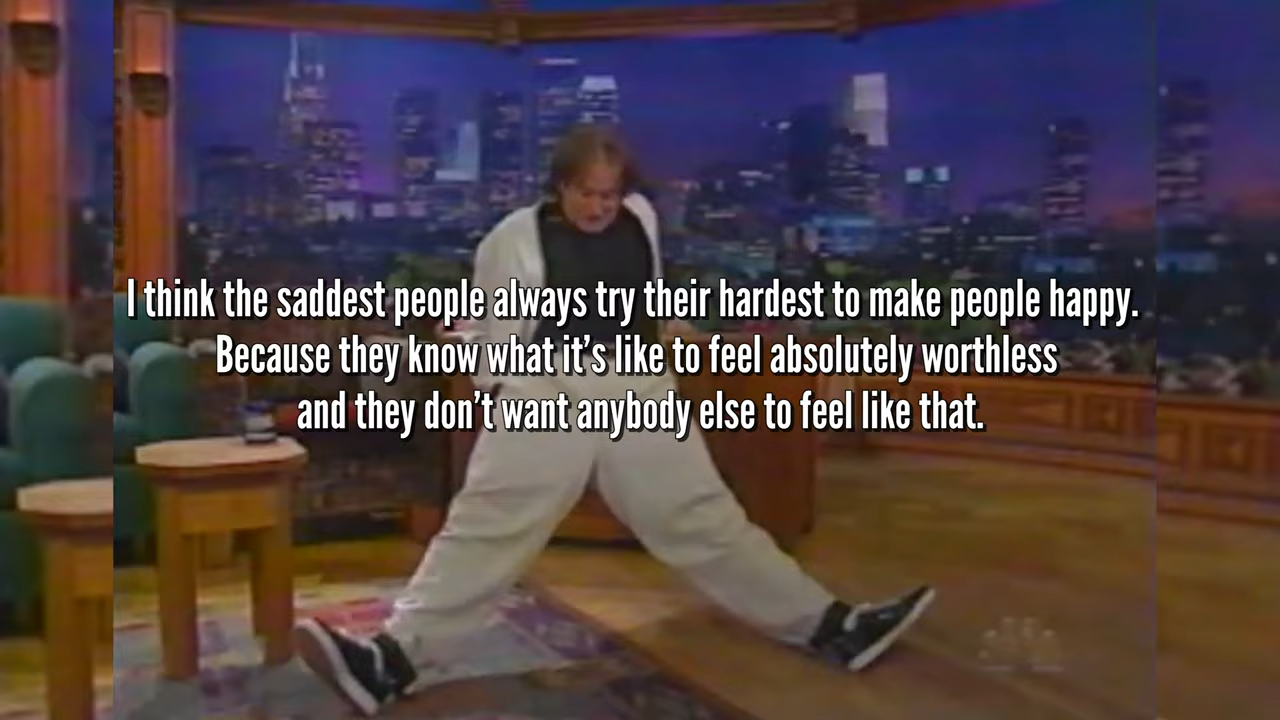 I think the saddest people always try their hardest to make people happy.
Because they know what it’s like to feel absolutely worthless
and they don’t want anybody else to feel like that.